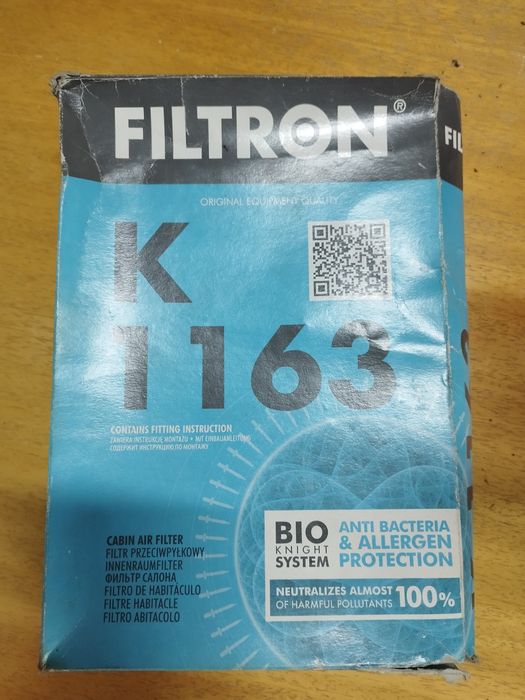 FILTRON®
FIL
ORIGINAL EQUIPMENT QUALITY
K
1163
CONTAINS FITTING INSTRUCTION
ZAWIERA INSTRUKCJĘ MONTAŻU • MIT EINBAUANLEITUNG
СОДЕРЖИТ ИНСТРУКЦИЮ ПО МОНТАЖУ
CABIN AIR FILTER
FILTR PRZECIWPYŁKOWY
INNENRAUMFILTER
ФИЛЬТР САЛОНА
FILTRO DE HABITÁCULO
FILTRE HABITACLE
FILTRO ABITACOLO
BIO
KNIGHT
SYSTEM
ANTI BACTERIA
& ALLERGEN
PROTECTION
NEUTRALIZES ALMOST
OF HARMFUL POLLUTANTS 100%